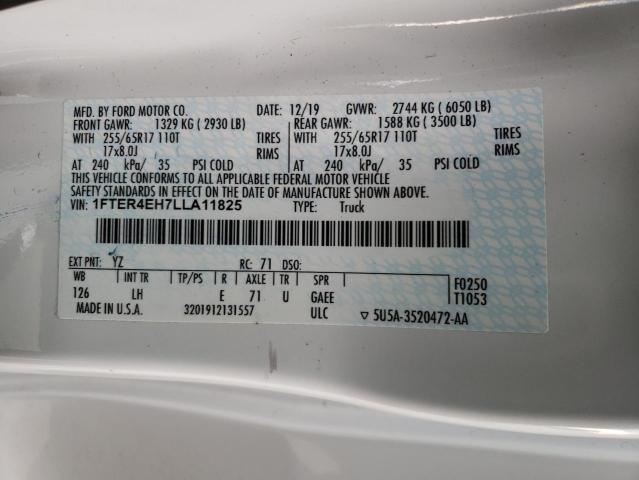 MFD. BY FORD MOTOR CO. DATE: 12/19 GVWR: 2744 KG ( 6050 LB)
FRONT GAWR: 1329 KG ( 2930 LB) REAR GAWR: 1588 KG ( 3500 LB)
WITH 255/65R17 110T TIRES WITH 255/65R17 110T TIRES
17x8.0J RIMS 17x8.0J RIMS
AT 240 kPa/ 35 PSI COLD AT 240 kPa/ 35 PSI COLD
THIS VEHICLE CONFORMS TO ALL APPLICABLE FEDERAL MOTOR VEHICLE
SAFETY STANDARDS IN EFFECT ON THE DATE OF MANUFACTURE SHOWN ABOVE.
VIN: 1FTER4EH7LLA11825 TYPE: Truck
EXT PNT: YZ RC: 71 DSO:
WB INT TR TP/PS R AXLE TR SPR F0250
126 LH E 71 U GAEE T1053
MADE IN U.S.A. 3201912131557 ULC ▽ 5U5A-3520472-AA